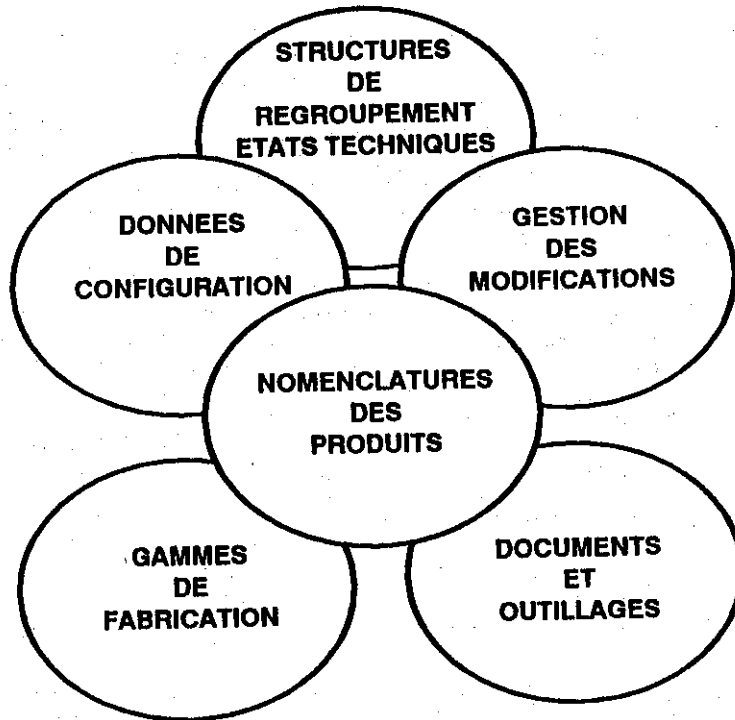 STRUCTURES
DE
REGROUPEMENT
ETATS TECHNIQUES
DONNEES
DE
CONFIGURATION
GESTION
DES
MODIFICATIONS
NOMENCLATURES
DES
PRODUITS
GAMMES
DE
FABRICATION
DOCUMENTS
ET
OUTILLAGES